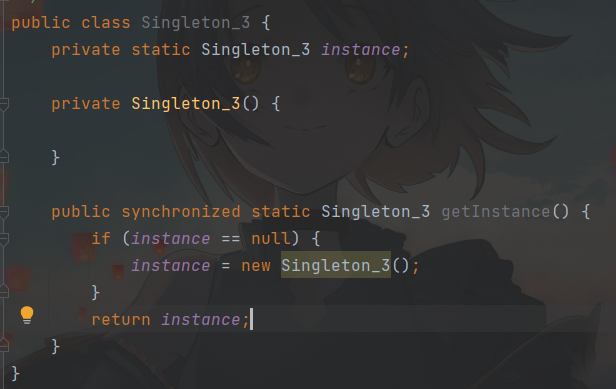 public class Singleton_3 {
    private static Singleton_3 instance;
    private Singleton_3() {
    }
    public synchronized static Singleton_3 getInstance() {
        if (instance == null) {
            instance = new Singleton_3();
        }
        return instance;
    }
}